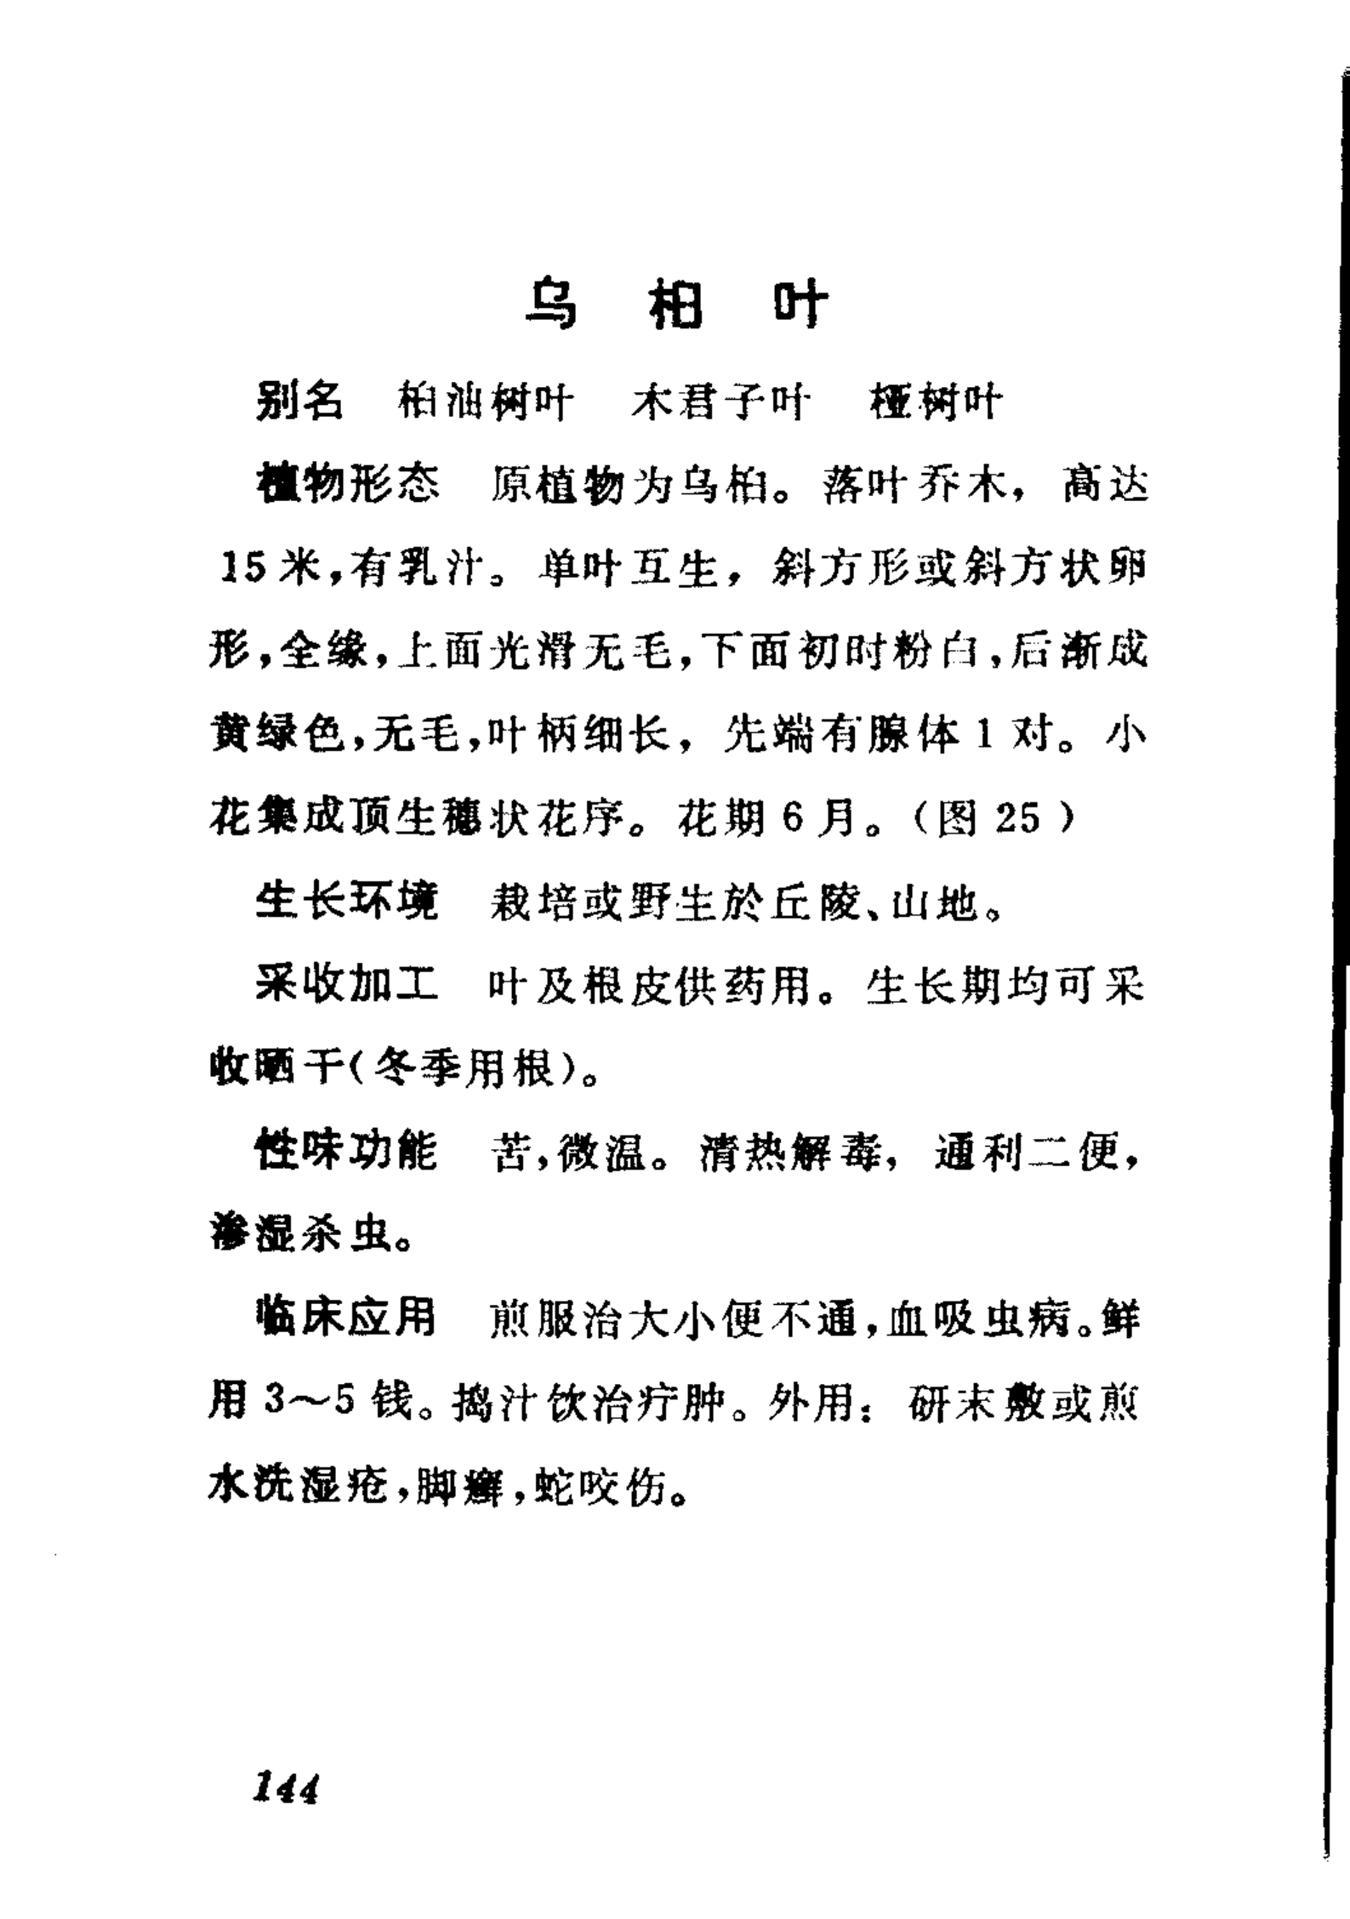 乌桕叶
别名 桕油树叶 木君子叶 桠树叶
植物形态 原植物为乌桕。落叶乔木，高达
15米，有乳汁。单叶互生，斜方形或斜方状卵
形，全缘，上面光滑无毛，下面初时粉白，后渐成
黄绿色，无毛，叶柄细长，先端有腺体1对。小
花集成顶生穗状花序。花期6月。（图25）
生长环境 栽培或野生於丘陵、山地。
采收加工 叶及根皮供药用。生长期均可采
收晒干（冬季用根）。
性味功能 苦，微温。清热解毒，通利二便，
渗湿杀虫。
临床应用 煎服治大小便不通，血吸虫病。鲜
用3～5钱。捣汁饮治疔肿。外用：研末敷或煎
水洗湿疮，脚癣，蛇咬伤。
144